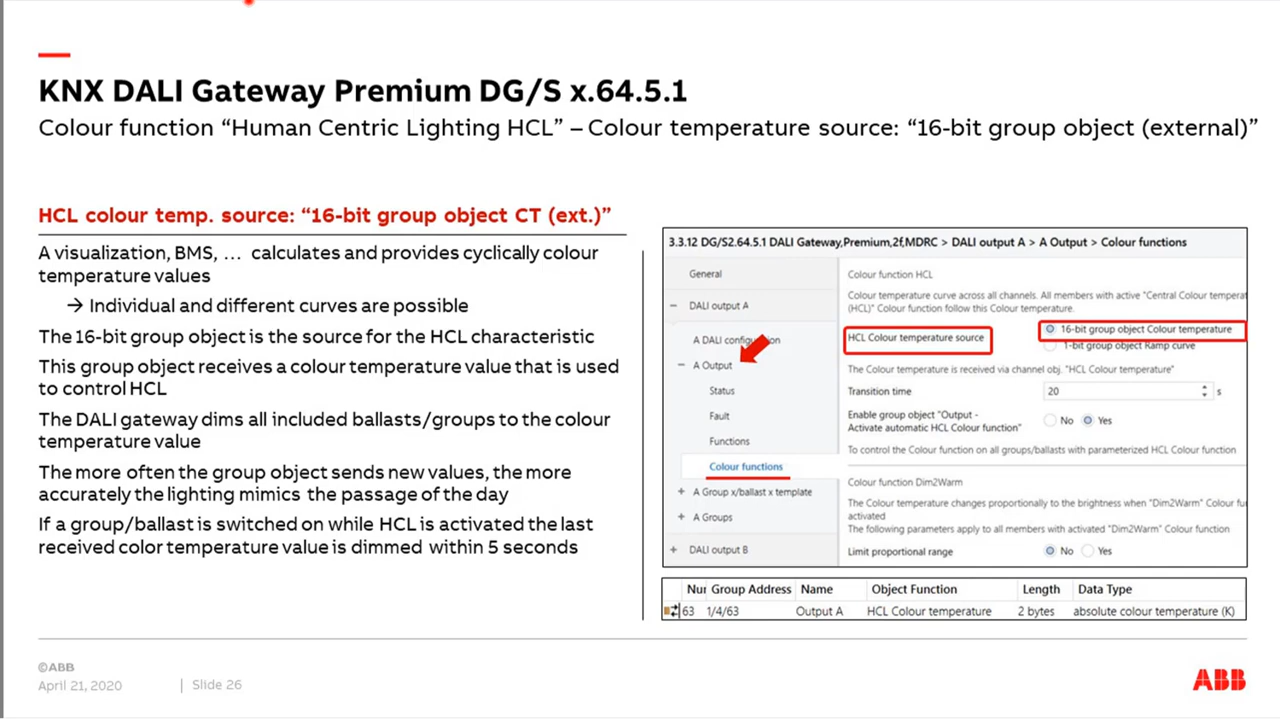 KNX DALI Gateway Premium DG/S x.64.5.1
Colour function “Human Centric Lighting HCL” – Colour temperature source: “16-bit group object (external)”
HCL colour temp. source: “16-bit group object CT (ext.)”
A visualization, BMS, … calculates and provides cyclically colour
temperature values
→ Individual and different curves are possible
The 16-bit group object is the source for the HCL characteristic
This group object receives a colour temperature value that is used
to control HCL
The DALI gateway dims all included ballasts/groups to the colour
temperature value
The more often the group object sends new values, the more
accurately the lighting mimics the passage of the day
If a group/ballast is switched on while HCL is activated the last
received color temperature value is dimmed within 5 seconds
3.3.12 DG/S2.64.5.1 DALI Gateway,Premium,2f,MDRC > DALI output A > A Output > Colour functions
General
− DALI output A
A DALI
− A Output
Status
Fault
Functions
Colour functions
+ A Group x/ballast x template
+ A Groups
+ DALI output B
Colour function HCL
Colour temperature curve across all channels. All members with active "Central Colour temperat
(HCL)" Colour function follow this Colour temperature.
HCL Colour temperature source
16-bit group object Colour temperature
1-bit group object Ramp curve
The Colour temperature is received via channel obj. "HCL Colour temperature"
Transition time 20 s
Enable group object "Output -
Activate automatic HCL Colour function" No Yes
To control the Colour function on all groups/ballasts with parameterized HCL Colour function
Colour function Dim2Warm
The Colour temperature changes proportionally to the brightness when "Dim2Warm" Colour fu
activated
The following parameters apply to all members with activated "Dim2Warm" Colour function
Limit proportional range No Yes
Nur Group Address Name Object Function Length Data Type
63 1/4/63 Output A HCL Colour temperature 2 bytes absolute colour temperature (K)
©ABB
April 21, 2020 | Slide 26
ABB